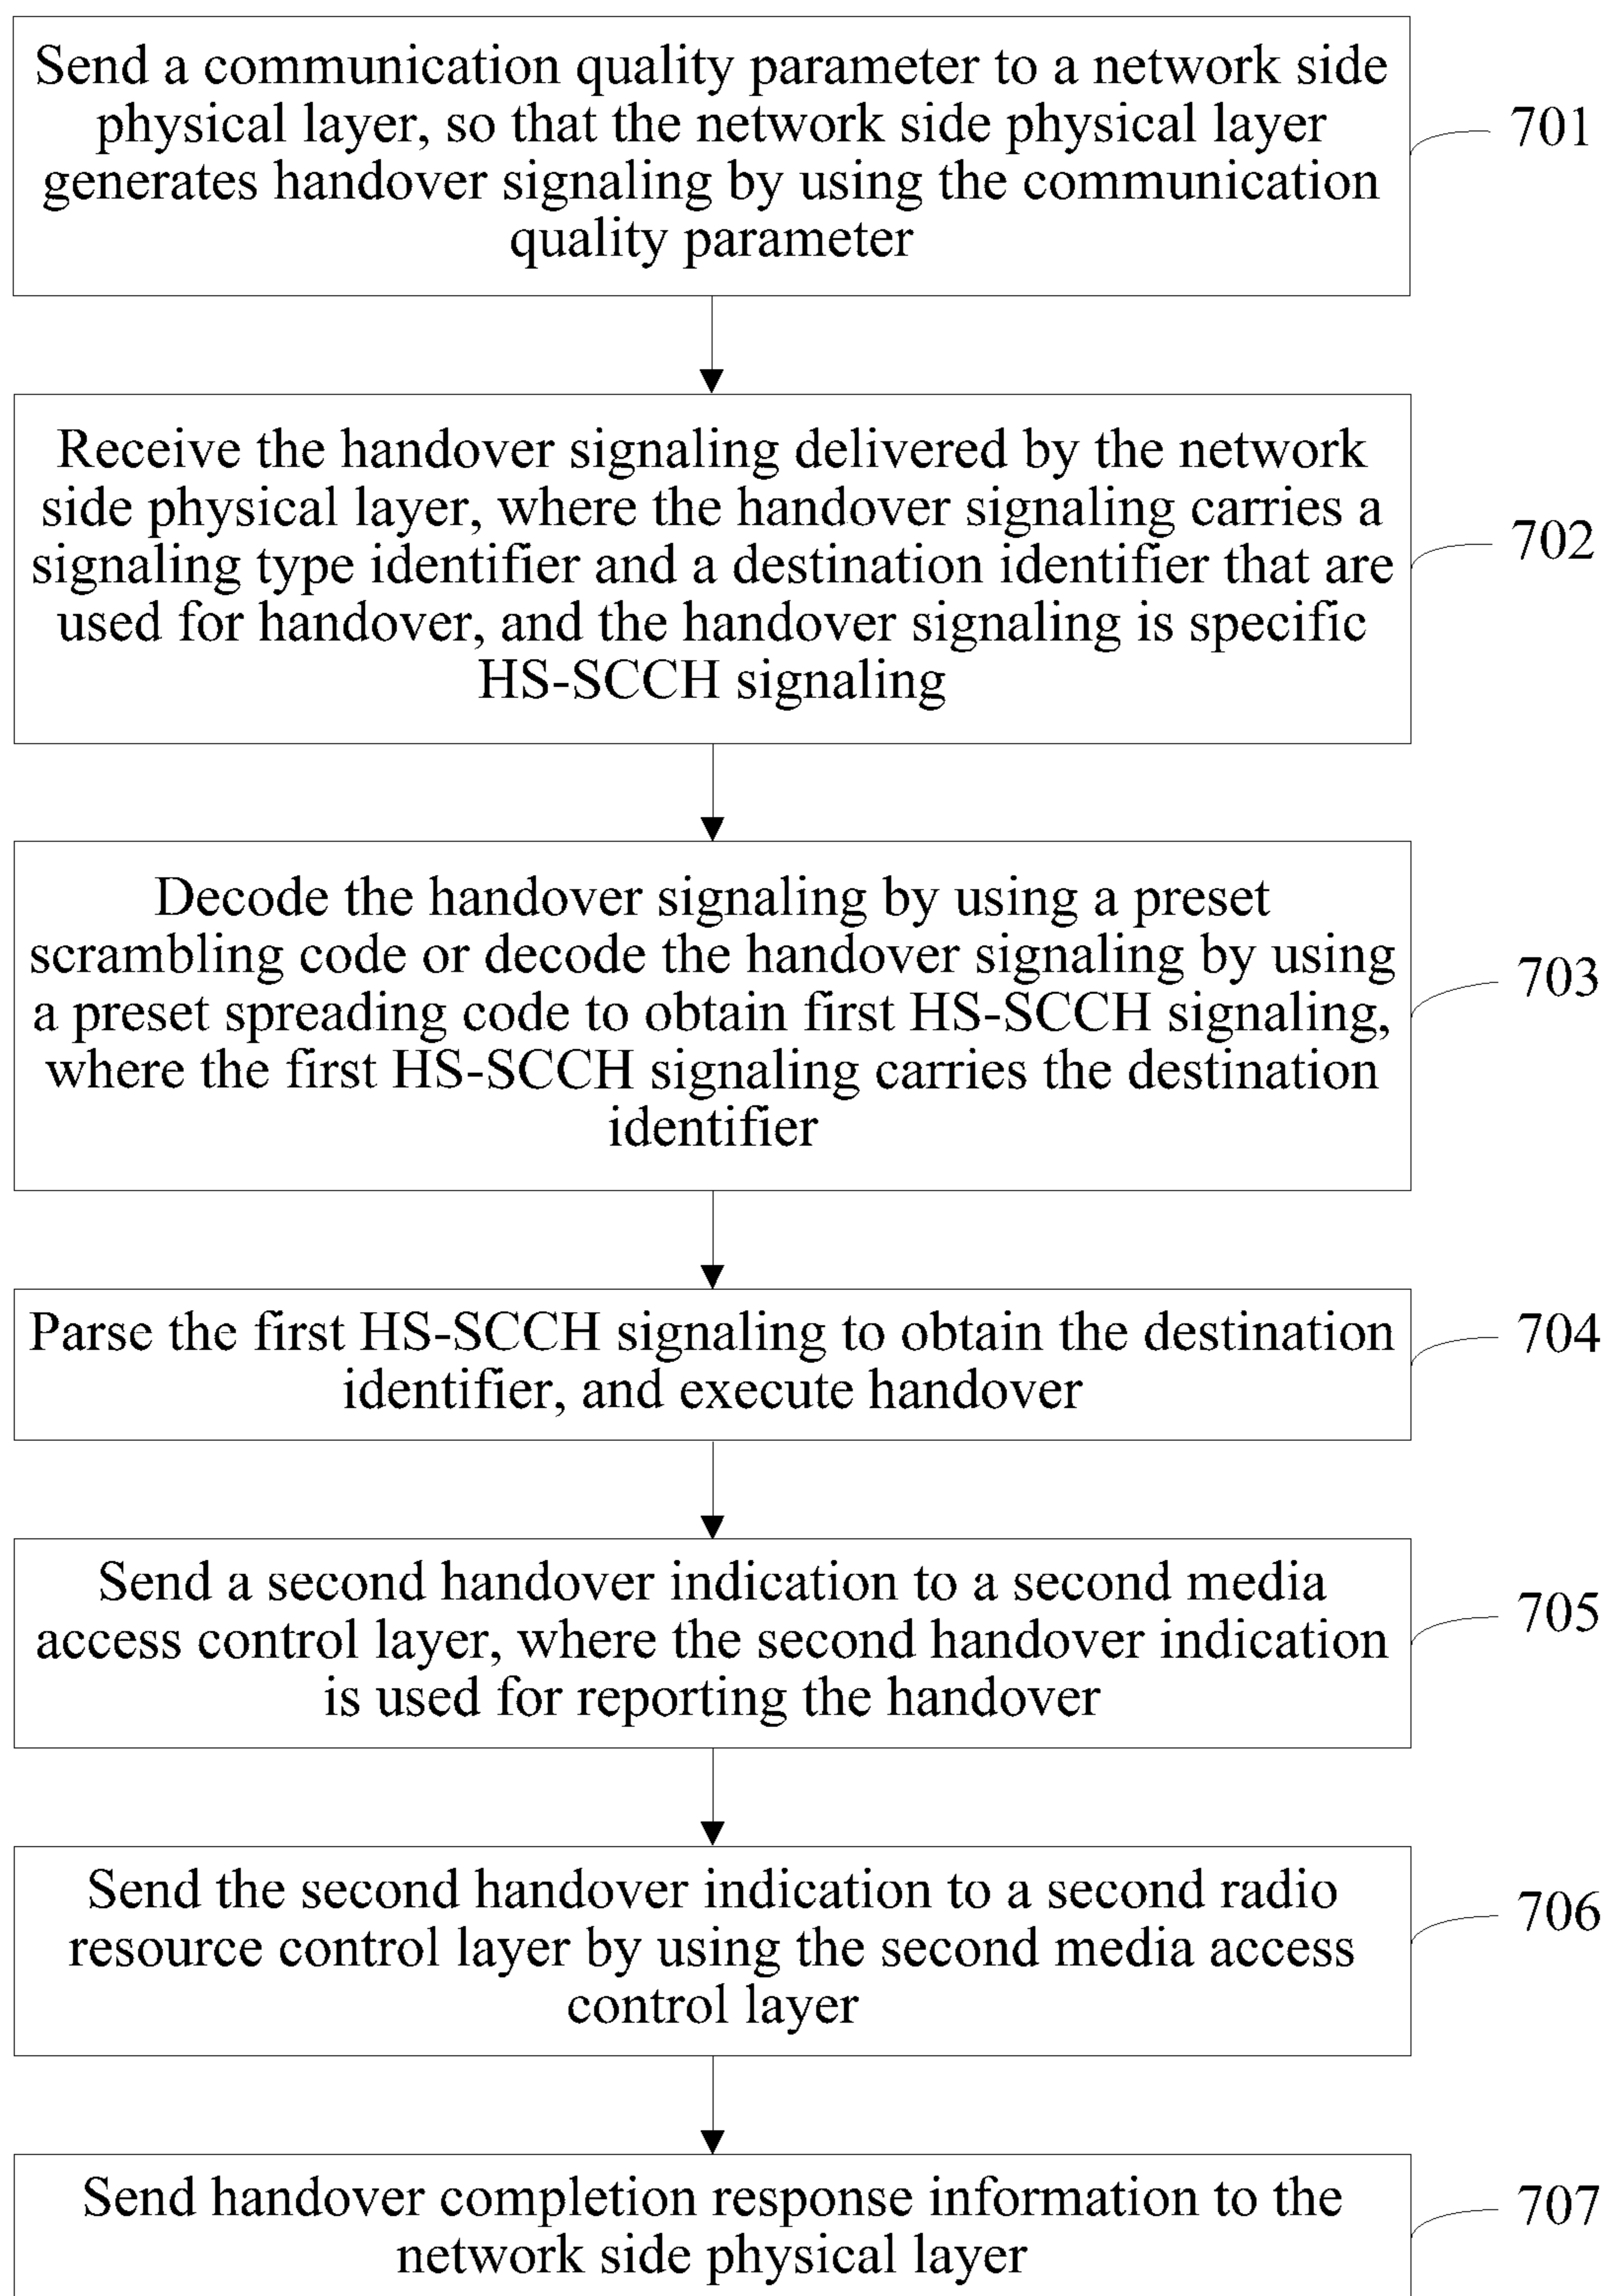 Send a communication quality parameter to a network side
physical layer, so that the network side physical layer
generates handover signaling by using the communication
quality parameter
701
Receive the handover signaling delivered by the network
side physical layer, where the handover signaling carries a
signaling type identifier and a destination identifier that are
used for handover, and the handover signaling is specific
HS-SCCH signaling
702
Decode the handover signaling by using a preset
scrambling code or decode the handover signaling by using
a preset spreading code to obtain first HS-SCCH signaling,
where the first HS-SCCH signaling carries the destination
identifier
703
Parse the first HS-SCCH signaling to obtain the destination
identifier, and execute handover
704
Send a second handover indication to a second media
access control layer, where the second handover indication
is used for reporting the handover
705
Send the second handover indication to a second radio
resource control layer by using the second media access
control layer
706
Send handover completion response information to the
network side physical layer
707